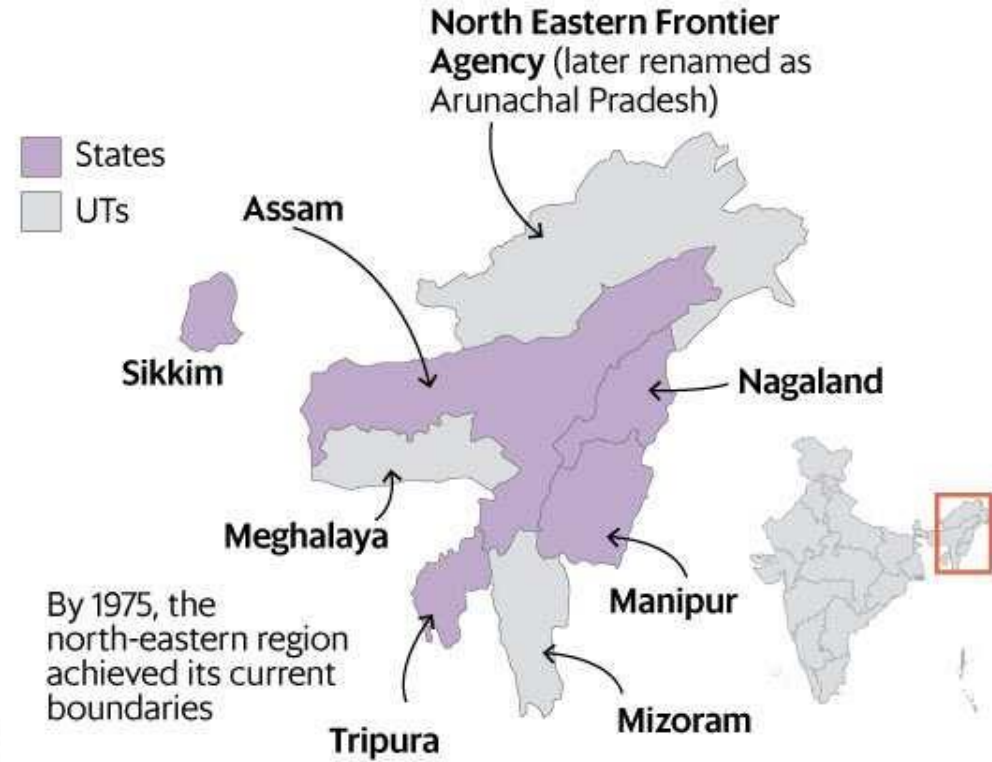 North Eastern Frontier
Agency (later renamed as
Arunachal Pradesh)
States
UTs
Assam
Sikkim
Nagaland
Meghalaya
Manipur
By 1975, the
north-eastern region
achieved its current
boundaries
Tripura
Mizoram